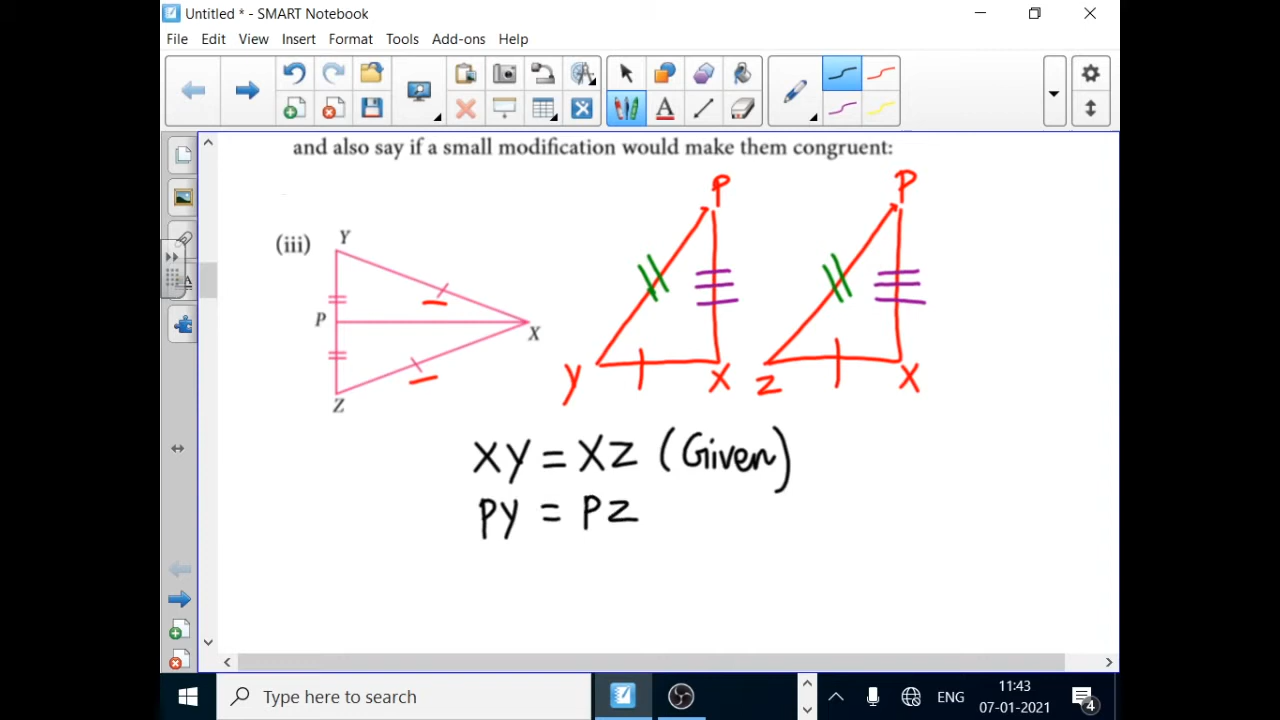 Untitled * - SMART Notebook
File Edit View Insert Format Tools Add-ons Help
and also say if a small modification would make them congruent:
(iii)
Y
P
X
Z
P
Y X
P
Z X
XY = XZ (Given)
PY = PZ
Type here to search
ENG
11:43
07-01-2021
4